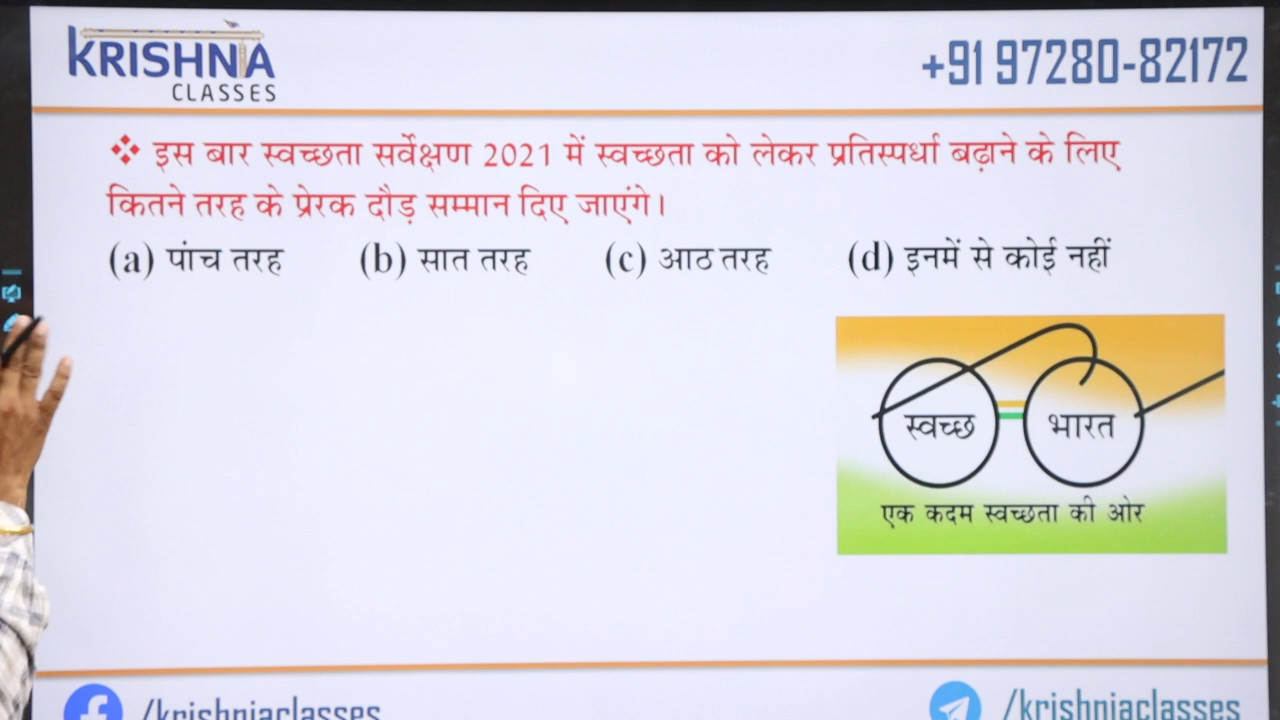 KRISHNIA
CLASSES
+91 97280-82172
❖ इस बार स्वच्छता सर्वेक्षण 2021 में स्वच्छता को लेकर प्रतिस्पर्धा बढ़ाने के लिए
कितने तरह के प्रेरक दौड़ सम्मान दिए जाएंगे।
(a) पांच तरह (b) सात तरह (c) आठ तरह (d) इनमें से कोई नहीं
स्वच्छ भारत
एक कदम स्वच्छता की ओर
/krishniaclasses /krishniaclasses